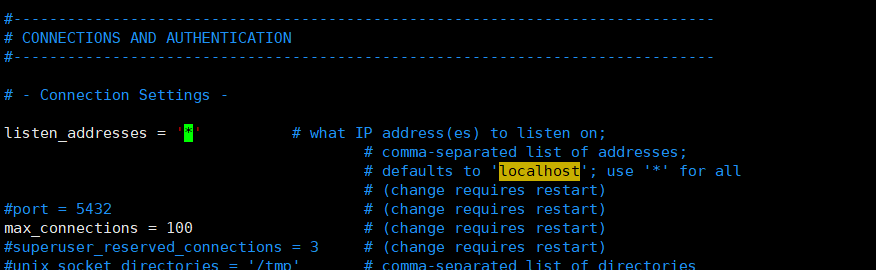 #------------------------------------------------------------------------------
# CONNECTIONS AND AUTHENTICATION
#------------------------------------------------------------------------------
# - Connection Settings -
listen_addresses = '*'          # what IP address(es) to listen on;
                                        # comma-separated list of addresses;
                                        # defaults to 'localhost'; use '*' for all
                                        # (change requires restart)
#port = 5432                            # (change requires restart)
max_connections = 100                   # (change requires restart)
#superuser_reserved_connections = 3     # (change requires restart)
#unix_socket_directories = '/tmp'       # comma-separated list of directories